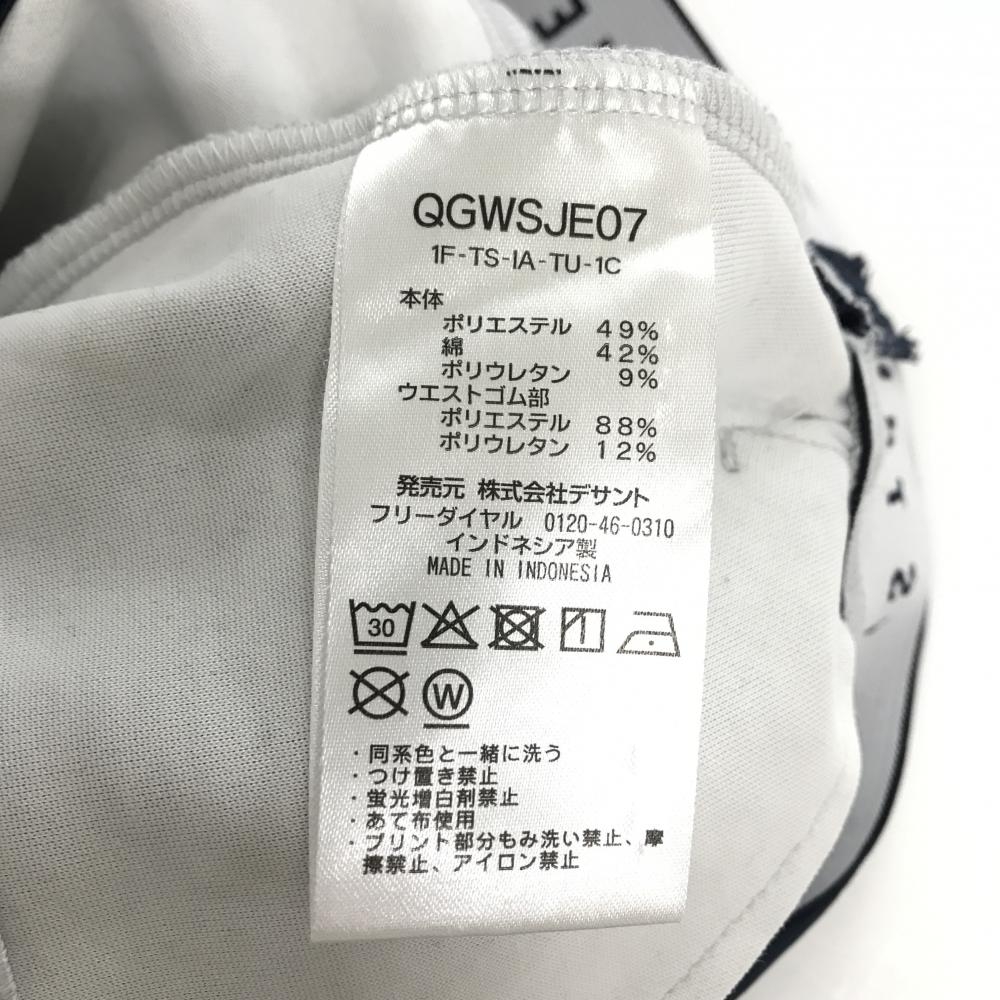 QGWSJE07
1F-TS-IA-TU-1C
本体
ポリエステル 49%
綿 42%
ポリウレタン 9%
ウエストゴム部
ポリエステル 88%
ポリウレタン 12%
発売元 株式会社デサント
フリーダイヤル 0120-46-0310
インドネシア製
MADE IN INDONESIA
30
W
・同系色と一緒に洗う
・つけ置き禁止
・蛍光増白剤禁止
・あて布使用
・プリント部分もみ洗い禁止、摩
擦禁止、アイロン禁止